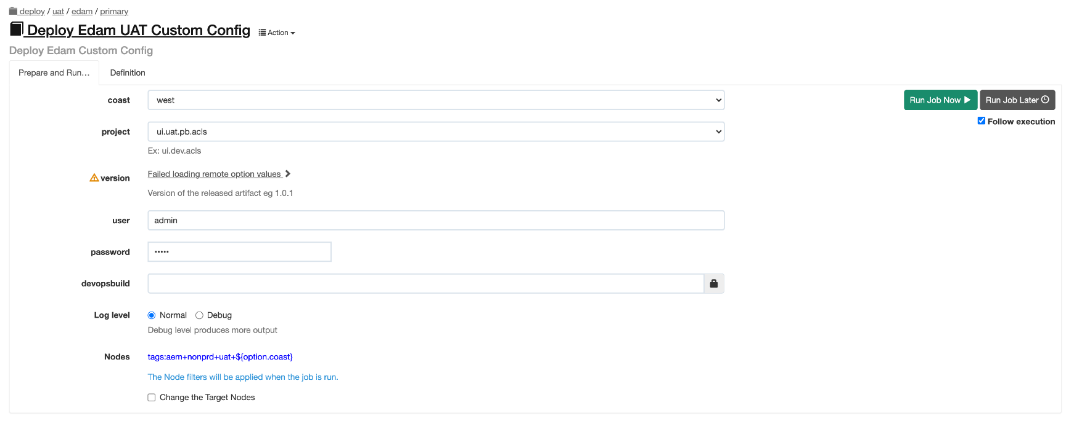 deploy / uat / edam / primary
Deploy Edam UAT Custom Config Action
Deploy Edam Custom Config
Prepare and Run... Definition
coast west Run Job Now Run Job Later
Follow execution
project ui.uat.pb.acls
Ex: ui.dev.acls
version Failed loading remote option values
Version of the released artifact eg 1.0.1
user admin
password •••••
devopsbuild
Log level Normal Debug
Debug level produces more output
Nodes tags:aem+nonprd+uat+${option.coast}
The Node filters will be applied when the job is run.
Change the Target Nodes